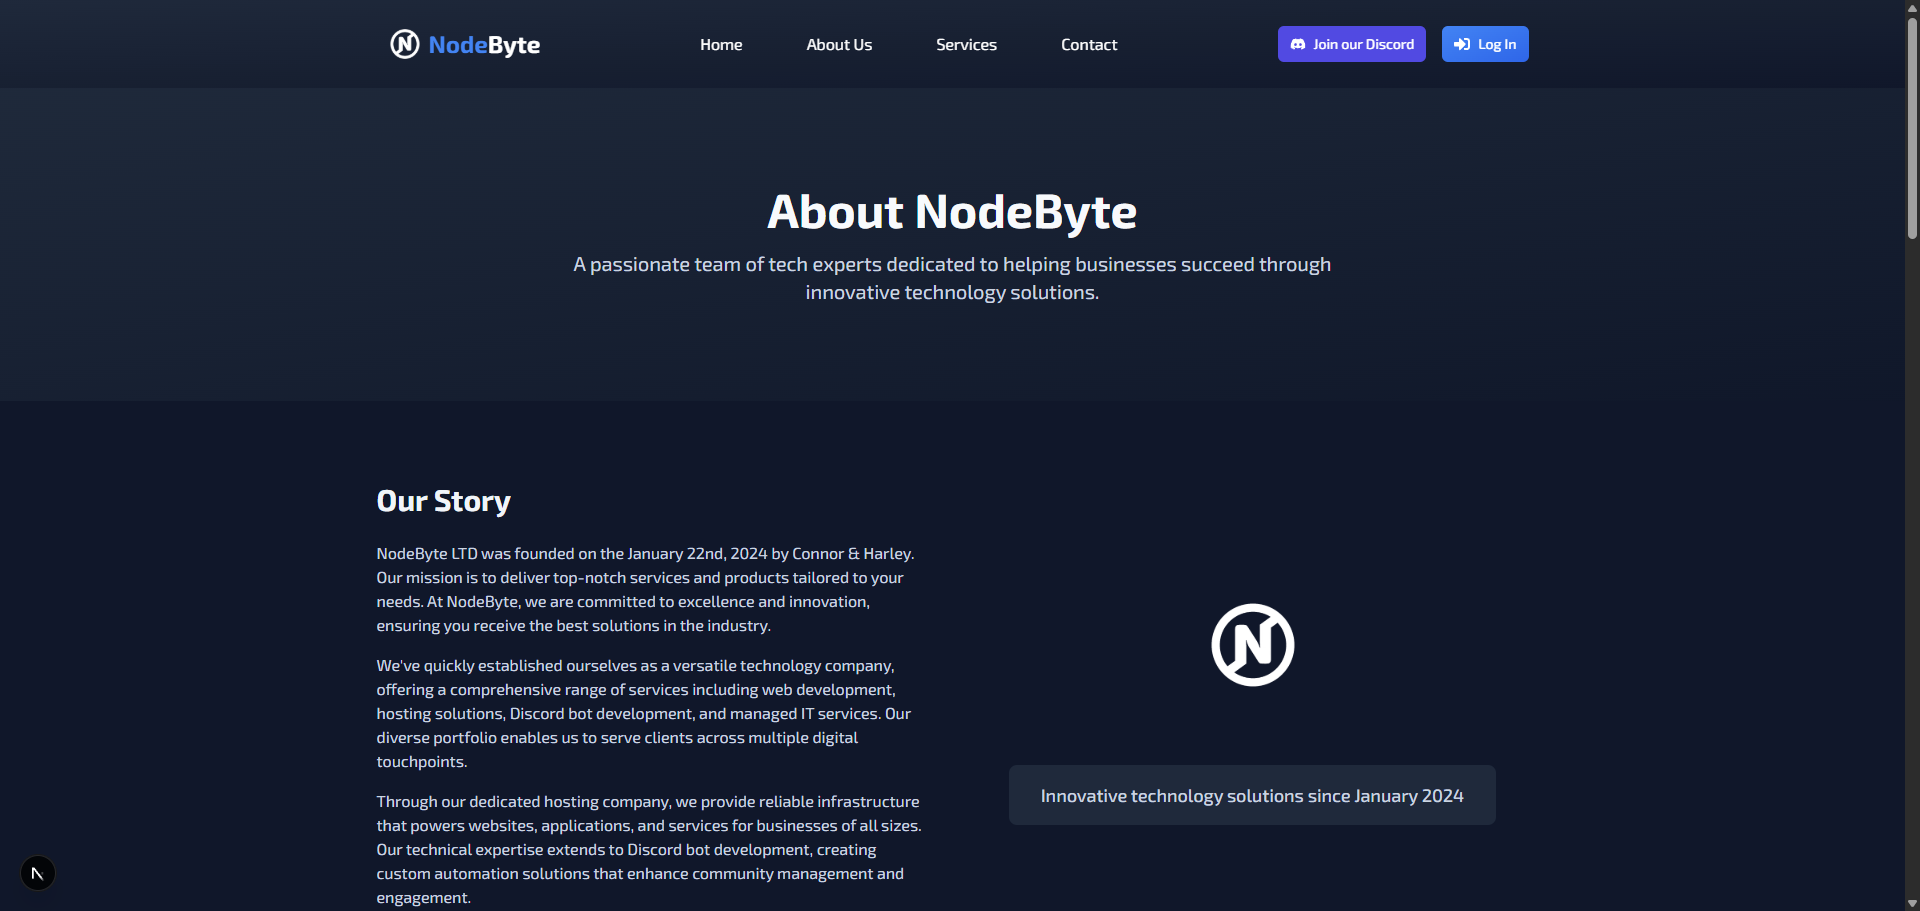 NodeByte
Home
About Us
Services
Contact
Join our Discord
Log In
About NodeByte
A passionate team of tech experts dedicated to helping businesses succeed through
innovative technology solutions.
Our Story
NodeByte LTD was founded on the January 22nd, 2024 by Connor & Harley.
Our mission is to deliver top-notch services and products tailored to your
needs. At NodeByte, we are committed to excellence and innovation,
ensuring you receive the best solutions in the industry.
We've quickly established ourselves as a versatile technology company,
offering a comprehensive range of services including web development,
hosting solutions, Discord bot development, and managed IT services. Our
diverse portfolio enables us to serve clients across multiple digital
touchpoints.
Through our dedicated hosting company, we provide reliable infrastructure
that powers websites, applications, and services for businesses of all sizes.
Our technical expertise extends to Discord bot development, creating
custom automation solutions that enhance community management and
engagement.
Innovative technology solutions since January 2024